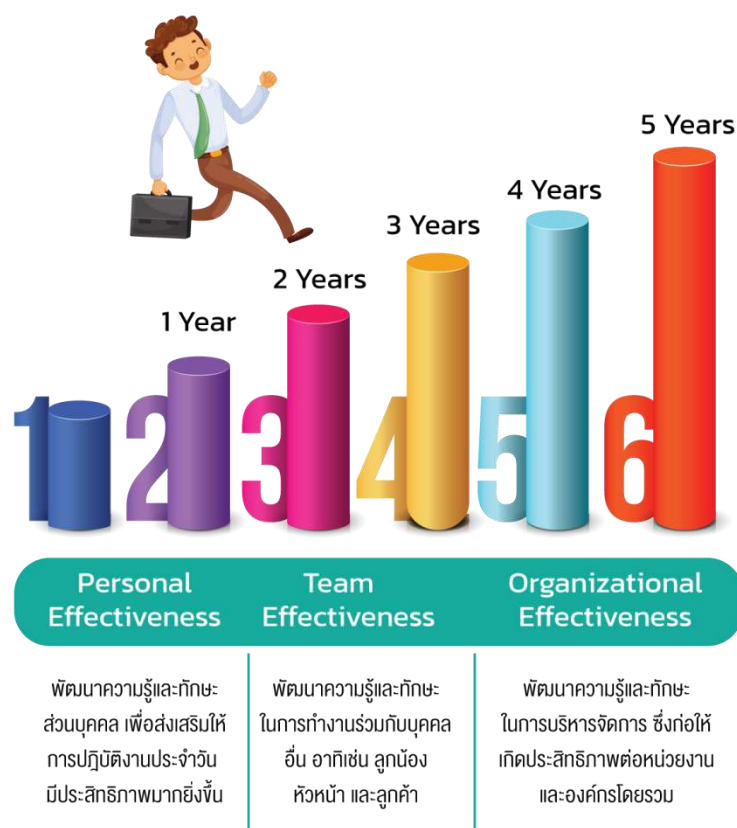 5 Years
4 Years
3 Years
2 Years
1 Year
1 2 3 4 5 6
Personal
Effectiveness
Team
Effectiveness
Organizational
Effectiveness
พัฒนาความรู้และทักษะ
ส่วนบุคคล เพื่อส่งเสริมให้
การปฎิบัติงานประจำวัน
มีประสิทธิภาพมากยิ่งขึ้น
พัฒนาความรู้และทักษะ
ในการทำงานร่วมกับบุคคล
อื่น อาทิเช่น ลูกน้อง
หัวหน้า และลูกค้า
พัฒนาความรู้และทักษะ
ในการบริหารจัดการ ซึ่งก่อให้
เกิดประสิทธิภาพต่อหน่วยงาน
และองค์กรโดยรวม